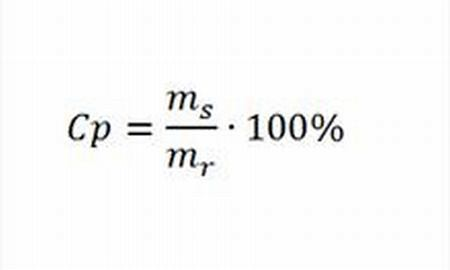 Cp = m_s / m_r · 100%